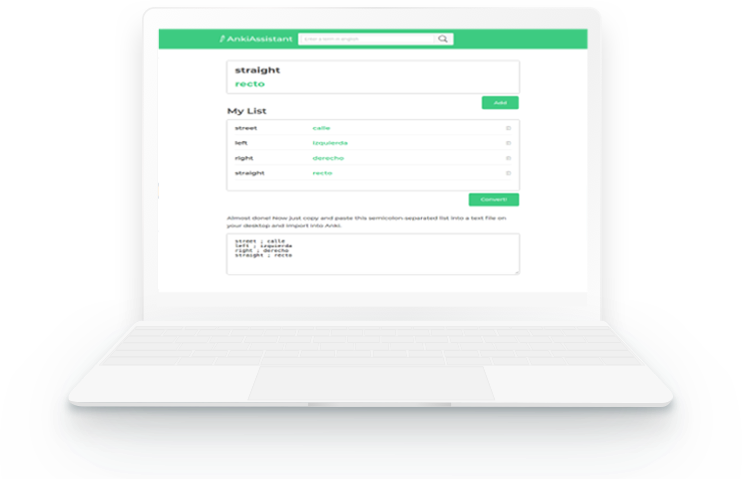 AnkiAssistant
straight
recto
Add
My List
street calle
left izquierda
right derecho
straight recto
Convert!
Almost done! Now just copy and paste this semicolon separated list into a text file on
your desktop and import into Anki.
street ; calle
left ; izquierda
right ; derecho
straight ; recto